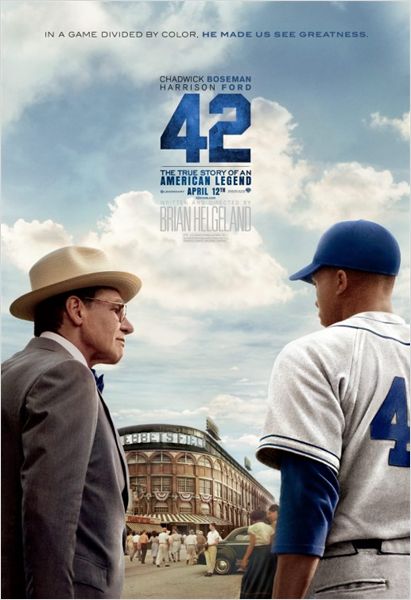 IN A GAME DIVIDED BY COLOR, HE MADE US SEE GREATNESS.
CHADWICK BOSEMAN
HARRISON FORD
42
THE TRUE STORY OF AN
AMERICAN LEGEND
APRIL 12TH
WRITTEN AND DIRECTED BY
BRIAN HELGELAND
EBBETS FIELD
4